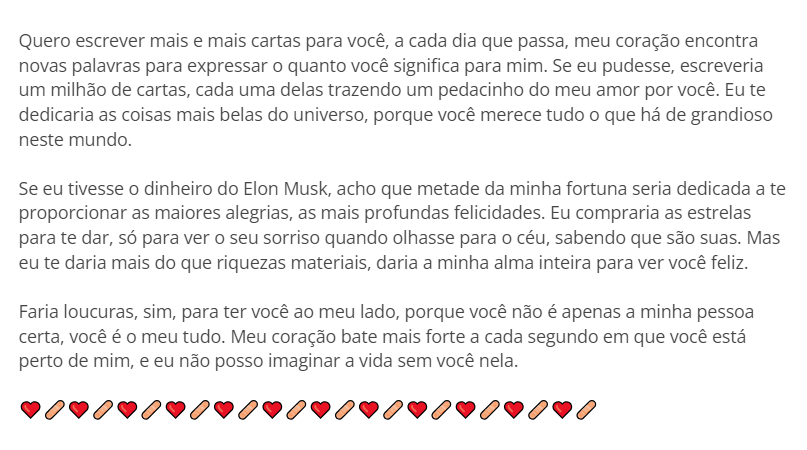 Quero escrever mais e mais cartas para você, a cada dia que passa, meu coração encontra
novas palavras para expressar o quanto você significa para mim. Se eu pudesse, escreveria
um milhão de cartas, cada uma delas trazendo um pedacinho do meu amor por você. Eu te
dedicaria as coisas mais belas do universo, porque você merece tudo o que há de grandioso
neste mundo.
Se eu tivesse o dinheiro do Elon Musk, acho que metade da minha fortuna seria dedicada a te
proporcionar as maiores alegrias, as mais profundas felicidades. Eu compraria as estrelas
para te dar, só para ver o seu sorriso quando olhasse para o céu, sabendo que são suas. Mas
eu te daria mais do que riquezas materiais, daria a minha alma inteira para ver você feliz.
Faria loucuras, sim, para ter você ao meu lado, porque você não é apenas a minha pessoa
certa, você é o meu tudo. Meu coração bate mais forte a cada segundo em que você está
perto de mim, e eu não posso imaginar a vida sem você nela.